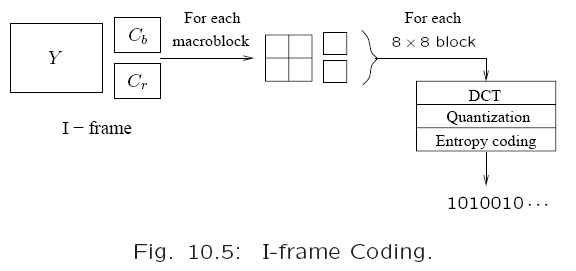 Y
C_b
C_r
I − frame
For each
macroblock
For each
8 × 8 block
DCT
Quantization
Entropy coding
1010010 · · ·
Fig. 10.5: I-frame Coding.